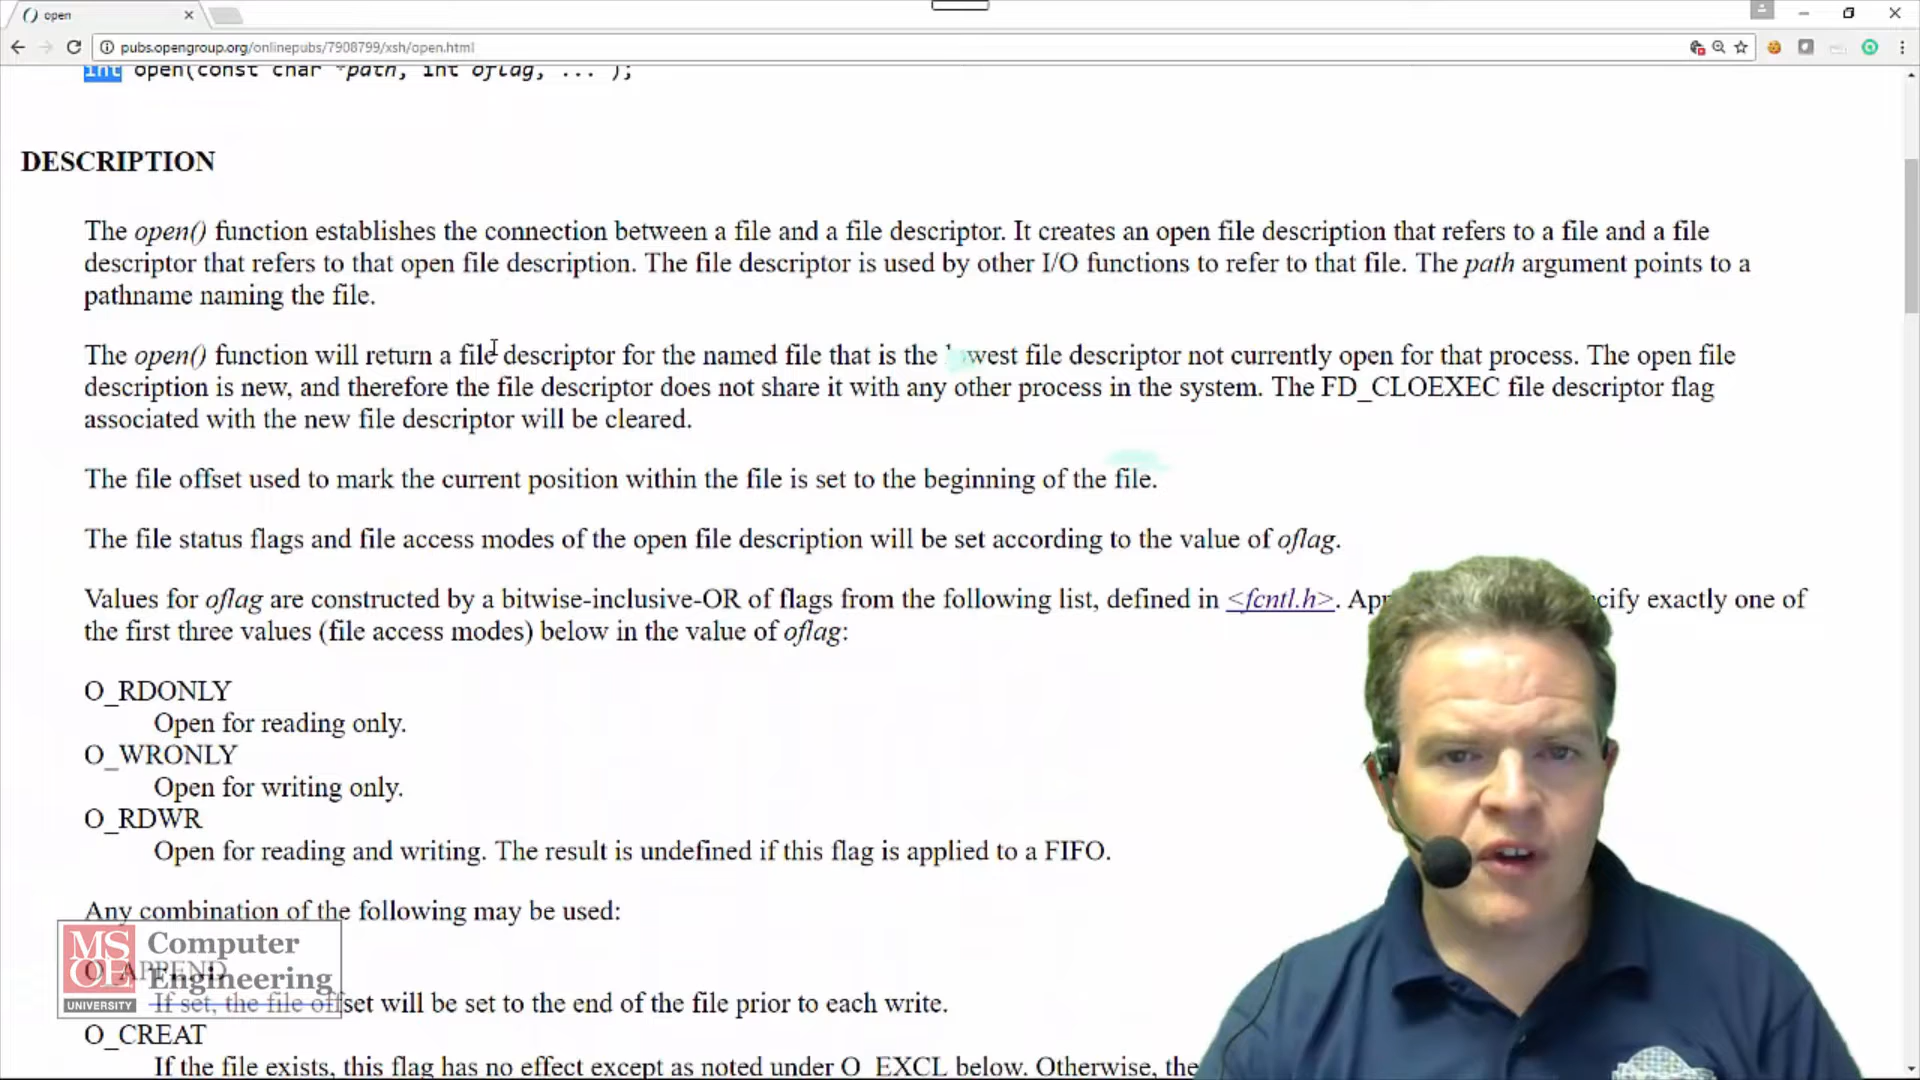 open
pubs.opengroup.org/onlinepubs/7908799/xsh/open.html
int open(const char *path, int oflag, ... );
DESCRIPTION
The open() function establishes the connection between a file and a file descriptor. It creates an open file description that refers to a file and a file
descriptor that refers to that open file description. The file descriptor is used by other I/O functions to refer to that file. The path argument points to a
pathname naming the file.
The open() function will return a file descriptor for the named file that is the lowest file descriptor not currently open for that process. The open file
description is new, and therefore the file descriptor does not share it with any other process in the system. The FD_CLOEXEC file descriptor flag
associated with the new file descriptor will be cleared.
The file offset used to mark the current position within the file is set to the beginning of the file.
The file status flags and file access modes of the open file description will be set according to the value of oflag.
Values for oflag are constructed by a bitwise-inclusive-OR of flags from the following list, defined in <fcntl.h>. exactly one of
the first three values (file access modes) below in the value of oflag:
O_RDONLY
Open for reading only.
O_WRONLY
Open for writing only.
O_RDWR
Open for reading and writing. The result is undefined if this flag is applied to a FIFO.
Any combination of the following may be used:
O_APPEND
If set, the file offset will be set to the end of the file prior to each write.
O_CREAT
If the file exists, this flag has no effect except as noted under O_EXCL below. Otherwise, the
MSOE
UNIVERSITY
Computer
Engineering